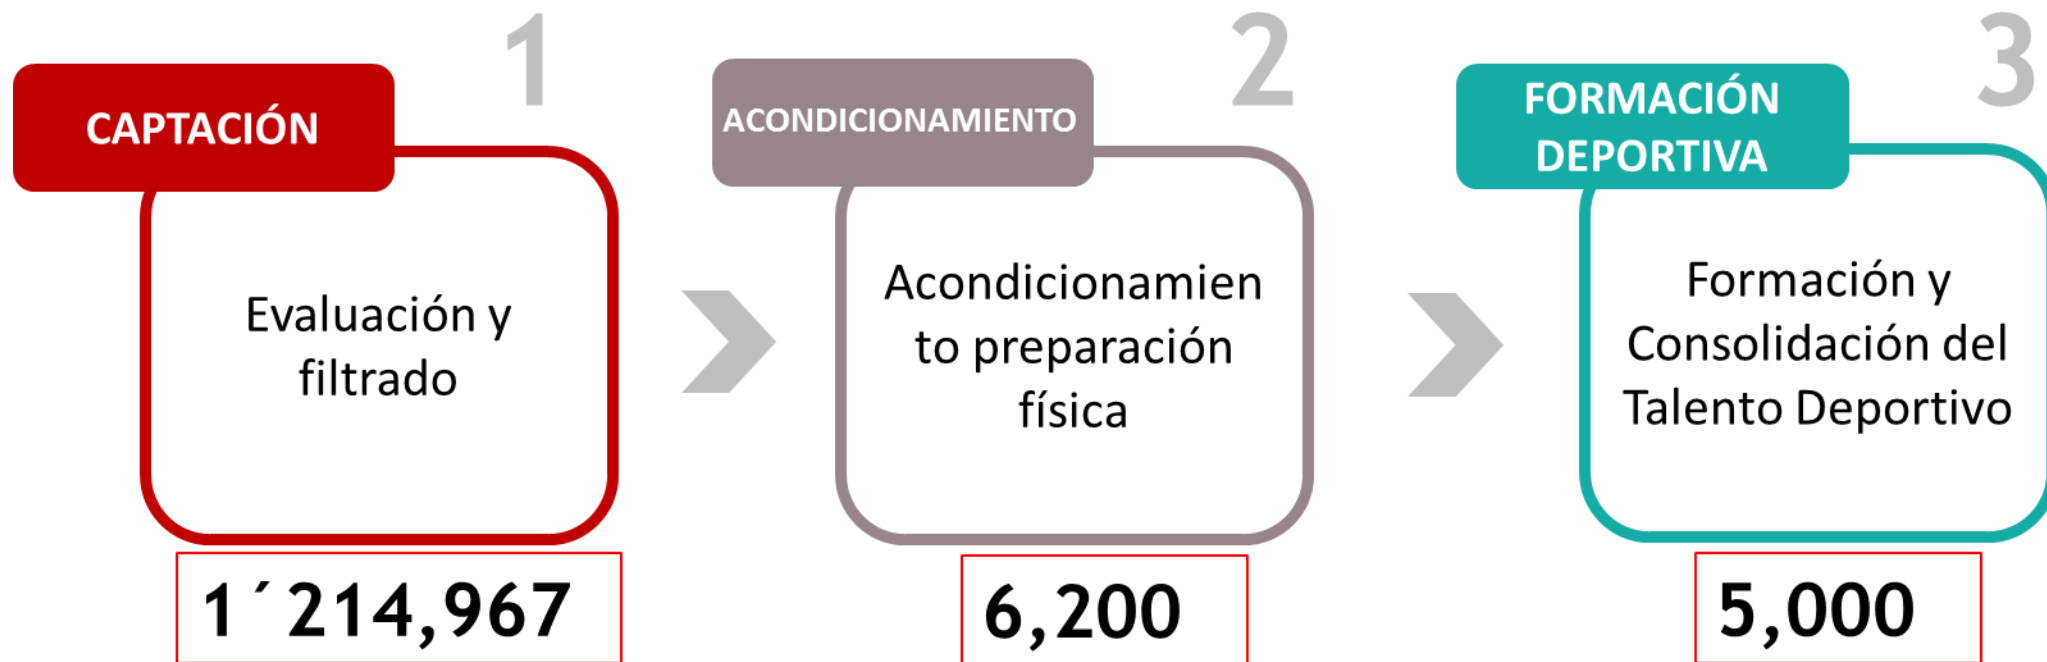 1
CAPTACIÓN
Evaluación y
filtrado
1´214,967
2
ACONDICIONAMIENTO
Acondicionamien
to preparación
física
6,200
3
FORMACIÓN
DEPORTIVA
Formación y
Consolidación del
Talento Deportivo
5,000